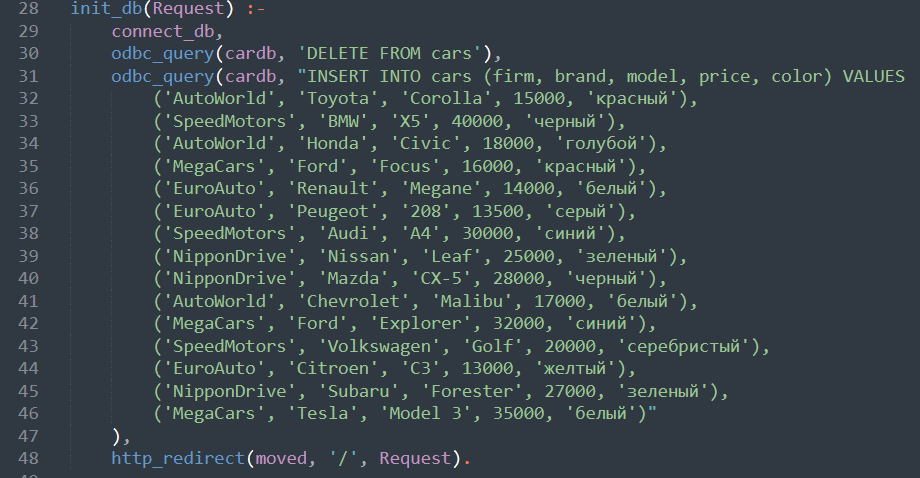 28 init_db(Request) :-
29     connect_db,
30     odbc_query(cardb, 'DELETE FROM cars'),
31     odbc_query(cardb, "INSERT INTO cars (firm, brand, model, price, color) VALUES
32         ('AutoWorld', 'Toyota', 'Corolla', 15000, 'красный'),
33         ('SpeedMotors', 'BMW', 'X5', 40000, 'черный'),
34         ('AutoWorld', 'Honda', 'Civic', 18000, 'голубой'),
35         ('MegaCars', 'Ford', 'Focus', 16000, 'красный'),
36         ('EuroAuto', 'Renault', 'Megane', 14000, 'белый'),
37         ('EuroAuto', 'Peugeot', '208', 13500, 'серый'),
38         ('SpeedMotors', 'Audi', 'A4', 30000, 'синий'),
39         ('NipponDrive', 'Nissan', 'Leaf', 25000, 'зеленый'),
40         ('NipponDrive', 'Mazda', 'CX-5', 28000, 'черный'),
41         ('AutoWorld', 'Chevrolet', 'Malibu', 17000, 'белый'),
42         ('MegaCars', 'Ford', 'Explorer', 32000, 'синий'),
43         ('SpeedMotors', 'Volkswagen', 'Golf', 20000, 'серебристый'),
44         ('EuroAuto', 'Citroen', 'C3', 13000, 'желтый'),
45         ('NipponDrive', 'Subaru', 'Forester', 27000, 'зеленый'),
46         ('MegaCars', 'Tesla', 'Model 3', 35000, 'белый')"
47     ),
48     http_redirect(moved, '/', Request).